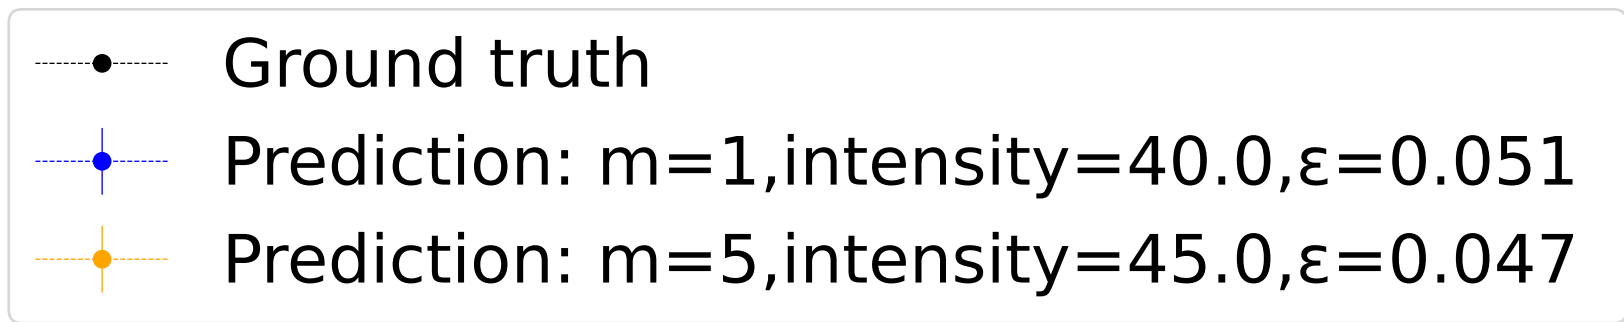 Ground truth
Prediction: m=1,intensity=40.0,ε=0.051
Prediction: m=5,intensity=45.0,ε=0.047